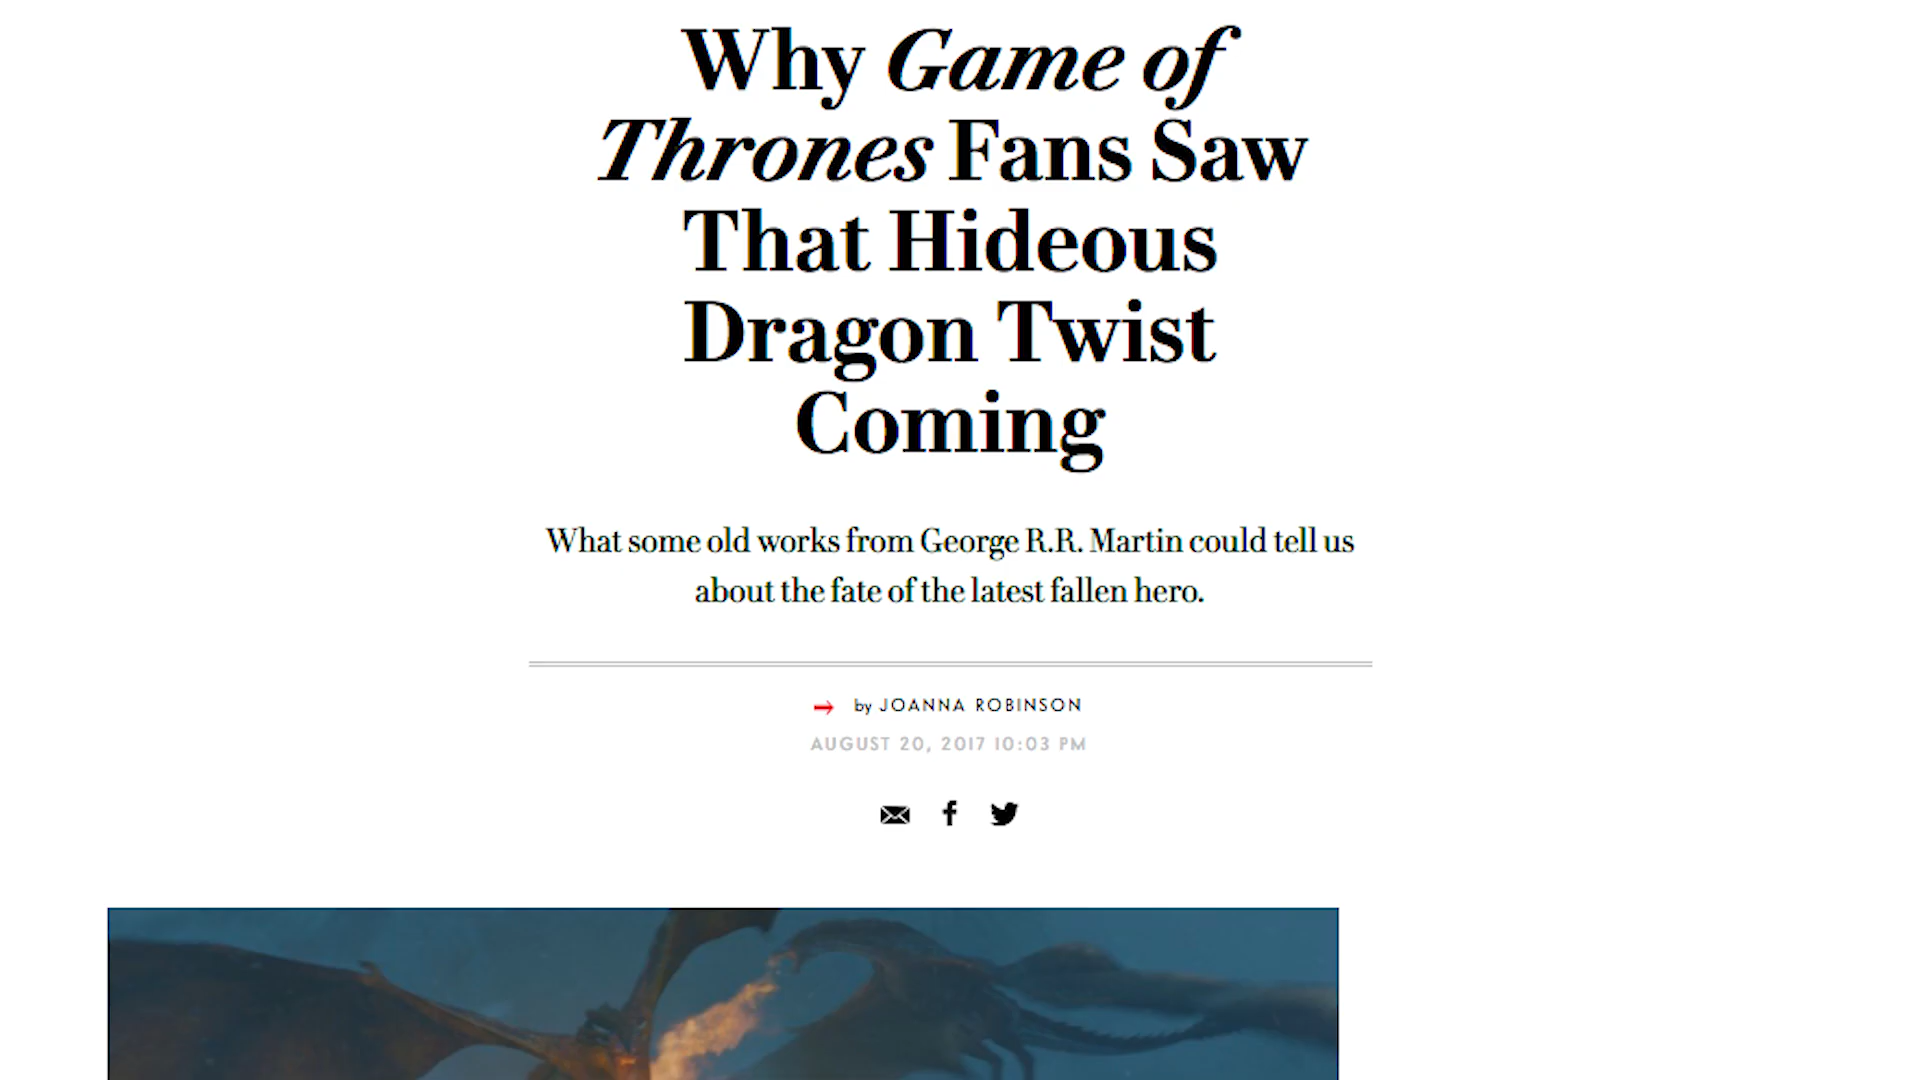 Why Game of
Thrones Fans Saw
That Hideous
Dragon Twist
Coming
What some old works from George R.R. Martin could tell us
about the fate of the latest fallen hero.
by JOANNA ROBINSON
AUGUST 20, 2017 10:03 PM